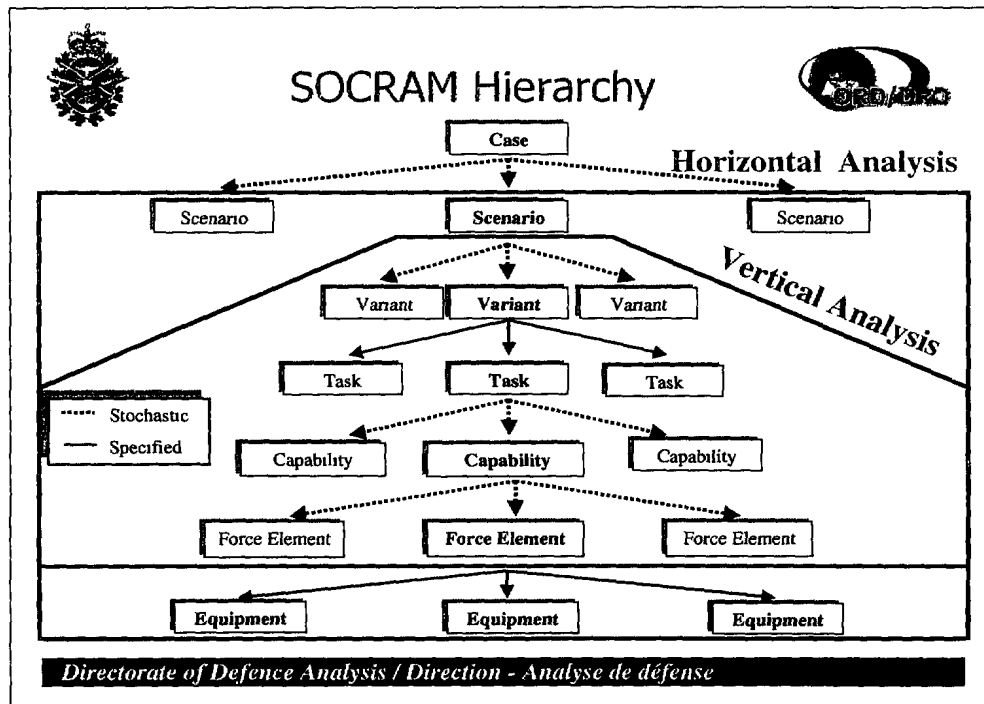 SOCRAM Hierarchy
ORD/DRO
Case
Horizontal Analysis
Scenario Scenario Scenario
Vertical Analysis
Variant Variant Variant
Task Task Task
Stochastic
Specified
Capability Capability Capability
Force Element Force Element Force Element
Equipment Equipment Equipment
Directorate of Defence Analysis / Direction - Analyse de défense